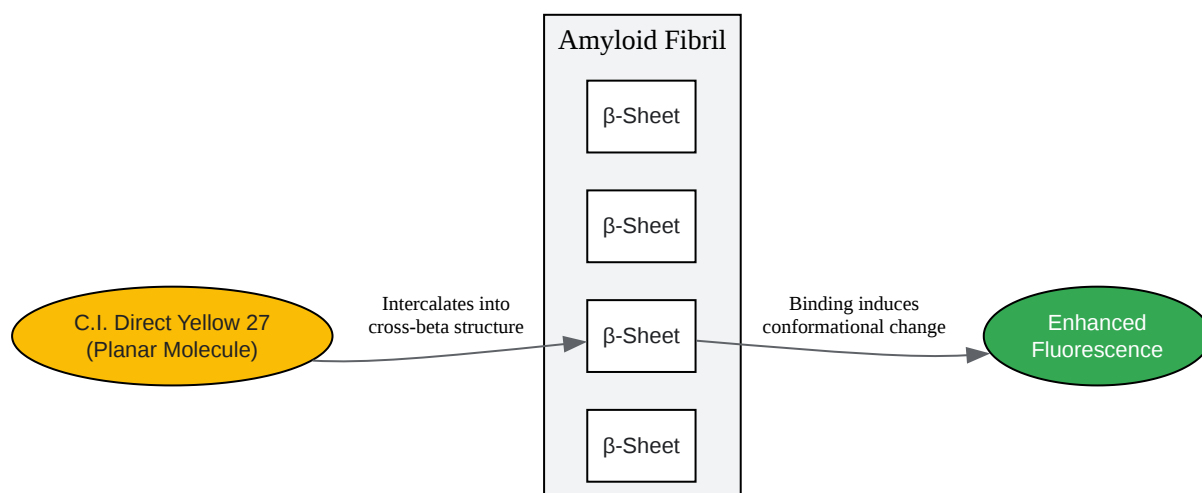 Amyloid Fibril
β-Sheet
β-Sheet
C.I. Direct Yellow 27
(Planar Molecule)
Intercalates into
cross-beta structure
β-Sheet
Binding induces
conformational change
Enhanced
Fluorescence
β-Sheet